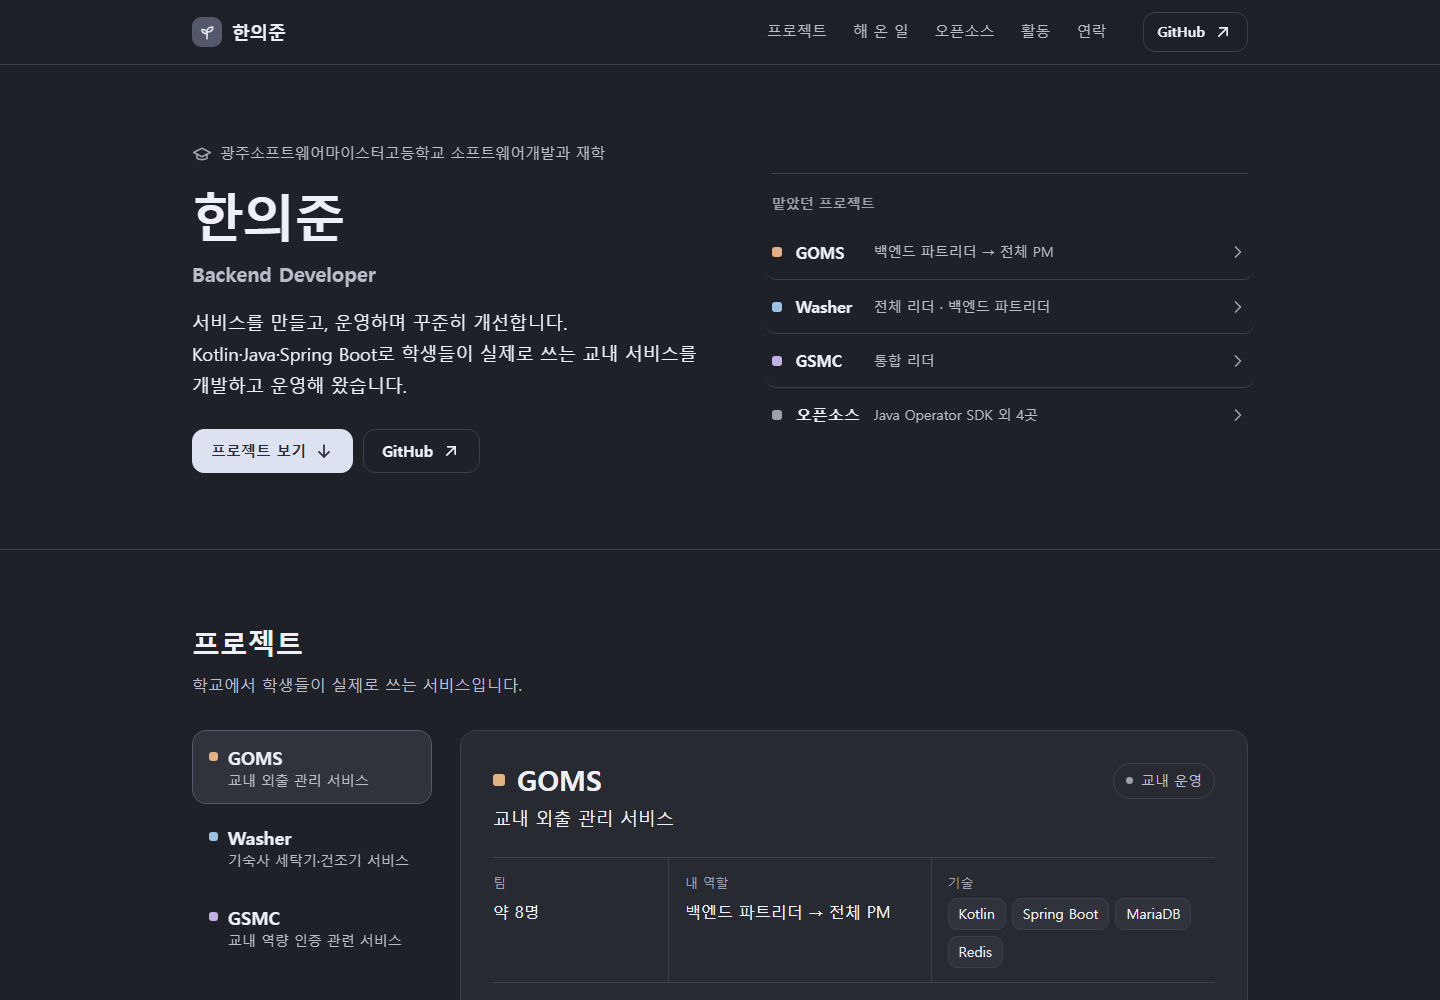 한의준
프로젝트 해 온 일 오픈소스 활동 연락 GitHub
광주소프트웨어마이스터고등학교 소프트웨어개발과 재학
한의준
Backend Developer
서비스를 만들고, 운영하며 꾸준히 개선합니다.
Kotlin·Java·Spring Boot로 학생들이 실제로 쓰는 교내 서비스를
개발하고 운영해 왔습니다.
프로젝트 보기 ↓ GitHub
맡았던 프로젝트
GOMS 백엔드 파트리더 → 전체 PM
Washer 전체 리더 · 백엔드 파트리더
GSMC 통합 리더
오픈소스 Java Operator SDK 외 4곳
프로젝트
학교에서 학생들이 실제로 쓰는 서비스입니다.
GOMS
교내 외출 관리 서비스
Washer
기숙사 세탁기·건조기 서비스
GSMC
교내 역량 인증 관련 서비스
GOMS
교내 운영
교내 외출 관리 서비스
팀
약 8명
내 역할
백엔드 파트리더 → 전체 PM
기술
Kotlin Spring Boot MariaDB
Redis